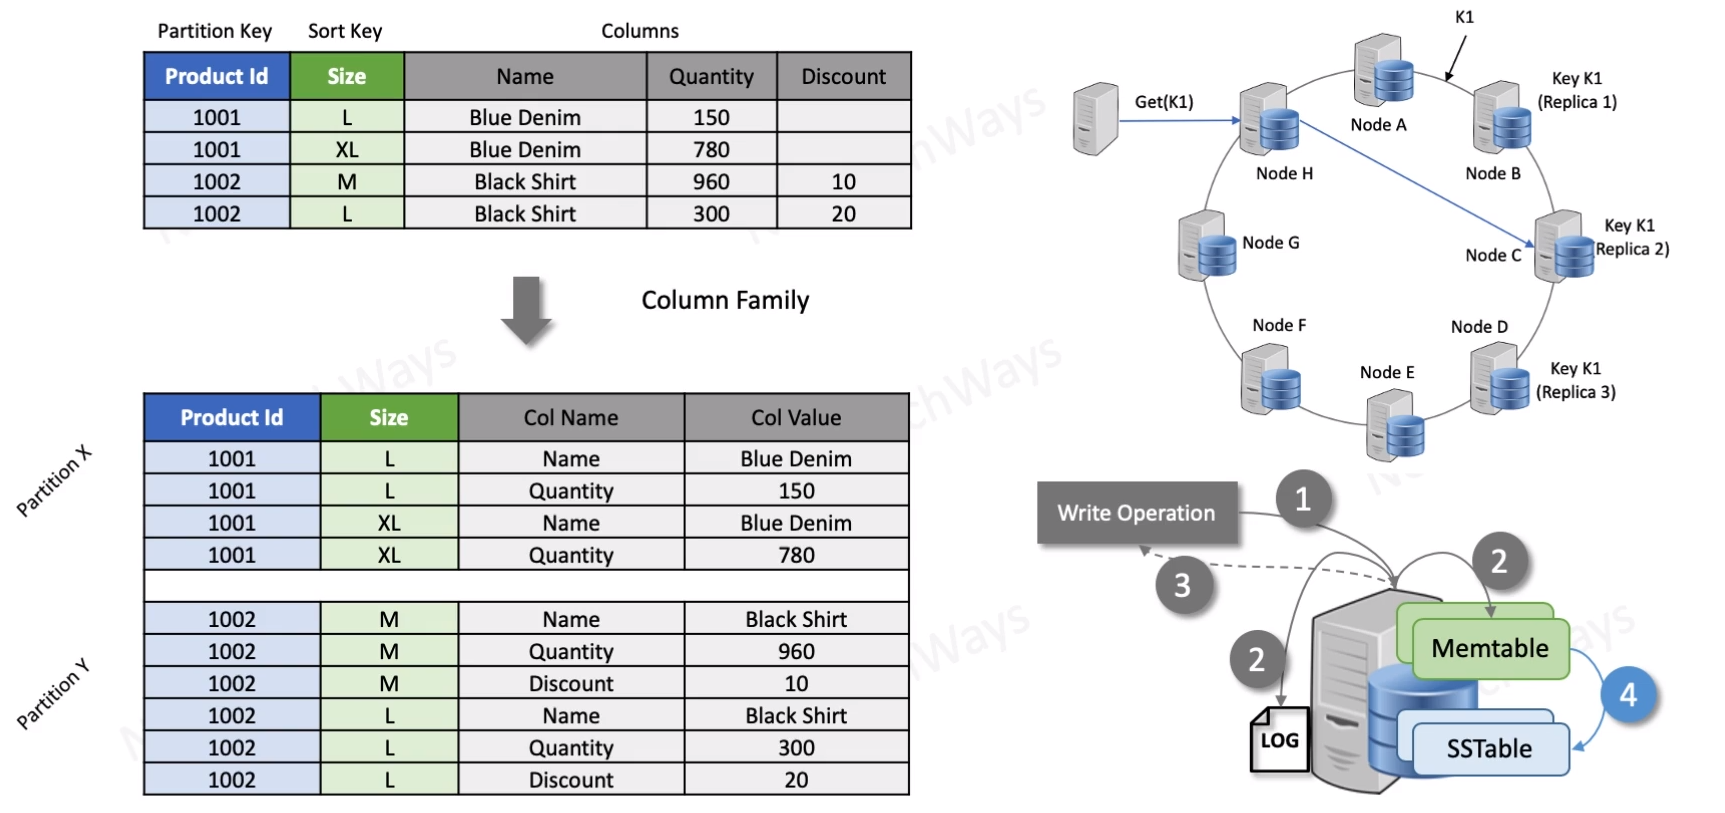 Partition Key Sort Key Columns
Product Id Size Name Quantity Discount
1001 L Blue Denim 150
1001 XL Blue Denim 780
1002 M Black Shirt 960 10
1002 L Black Shirt 300 20
Column Family
Product Id Size Col Name Col Value
Partition X
1001 L Name Blue Denim
1001 L Quantity 150
1001 XL Name Blue Denim
1001 XL Quantity 780
Partition Y
1002 M Name Black Shirt
1002 M Quantity 960
1002 M Discount 10
1002 L Name Black Shirt
1002 L Quantity 300
1002 L Discount 20
K1
Get(K1)
Node A
Key K1
(Replica 1)
Node H
Node B
Node G
Node C
Key K1
Replica 2)
Node F
Node D
Node E
Key K1
(Replica 3)
Write Operation
1
2
3
2
Memtable
4
LOG
SSTable